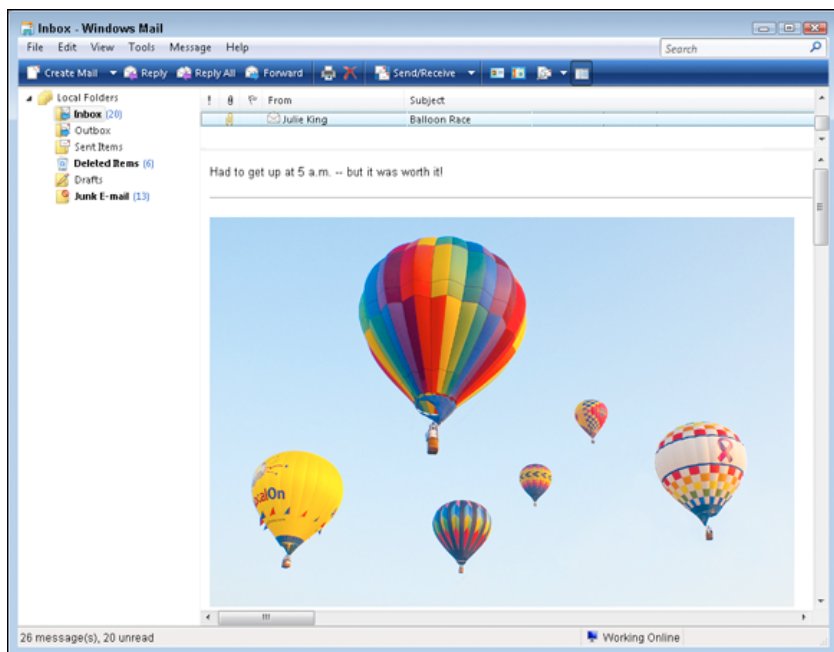 Inbox - Windows Mail
File Edit View Tools Message Help
Search
Create Mail Reply Reply All Forward Send/Receive
Local Folders
Inbox (20)
Outbox
Sent Items
Deleted Items (6)
Drafts
Junk E-mail (13)
! From Subject
Julie King Balloon Race
Had to get up at 5 a.m. -- but it was worth it!
calOn
26 message(s), 20 unread
Working Online